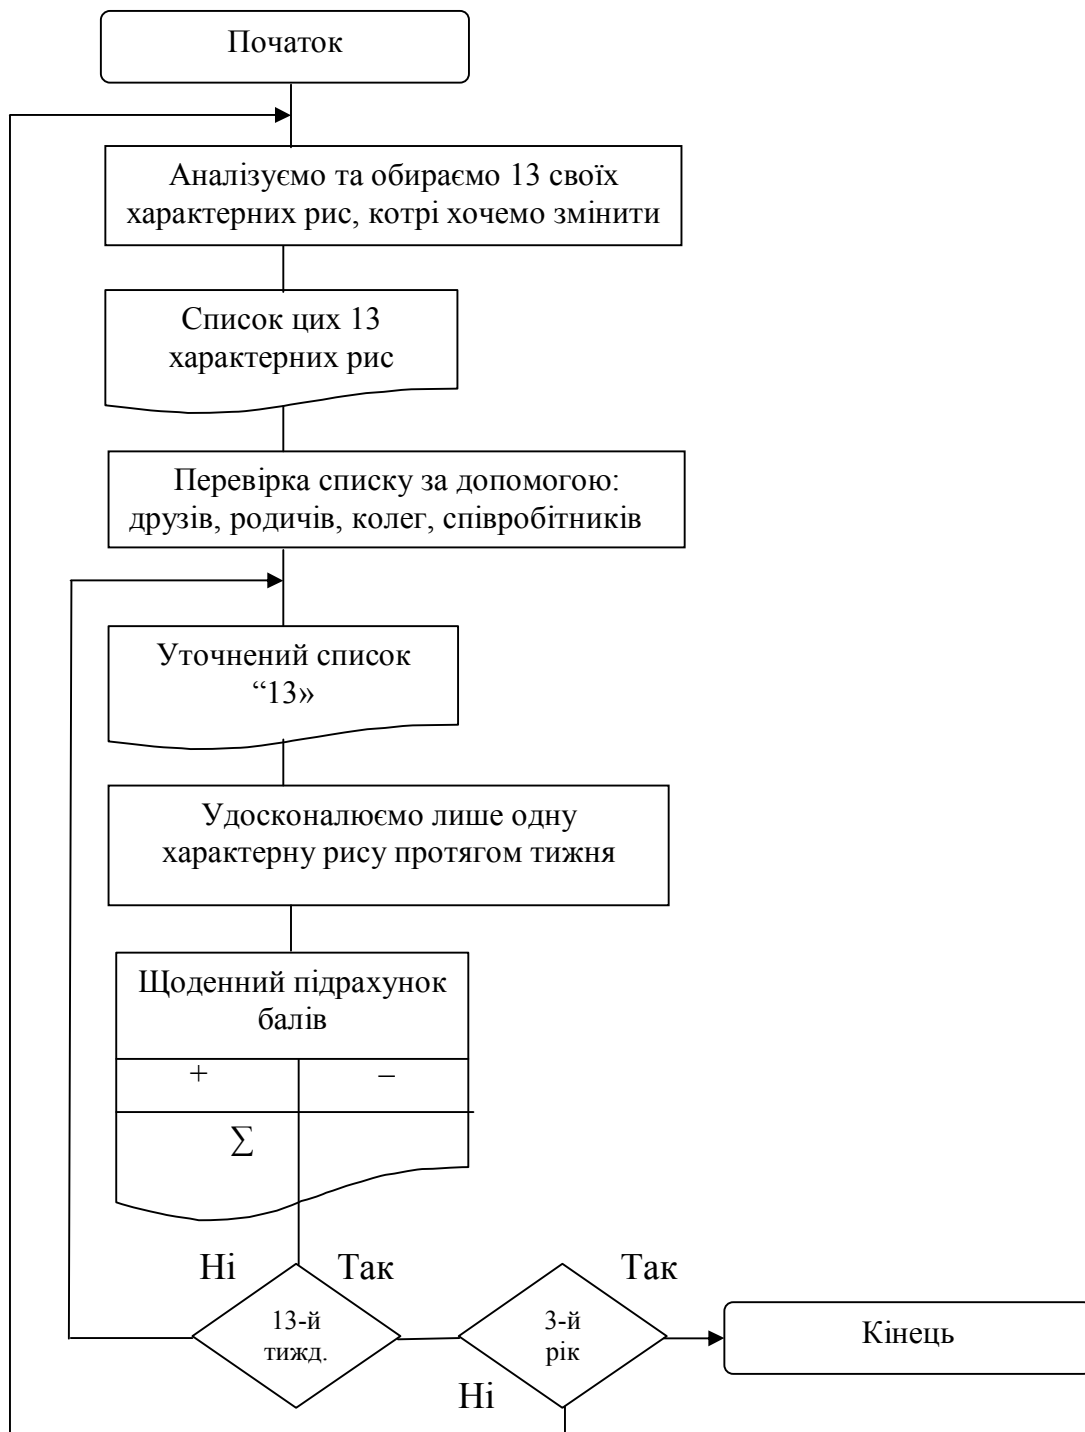 Початок
Аналізуємо та обираємо 13 своїх
характерних рис, котрі хочемо змінити
Список цих 13
характерних рис
Перевірка списку за допомогою:
друзів, родичів, колег, співробітників
Уточнений список
“13»
Удосконалюємо лише одну
характерну рису протягом тижня
Щоденний підрахунок
балів
+ –
∑
Ні Так Так
13-й
тижд.
3-й
рік
Кінець
Ні